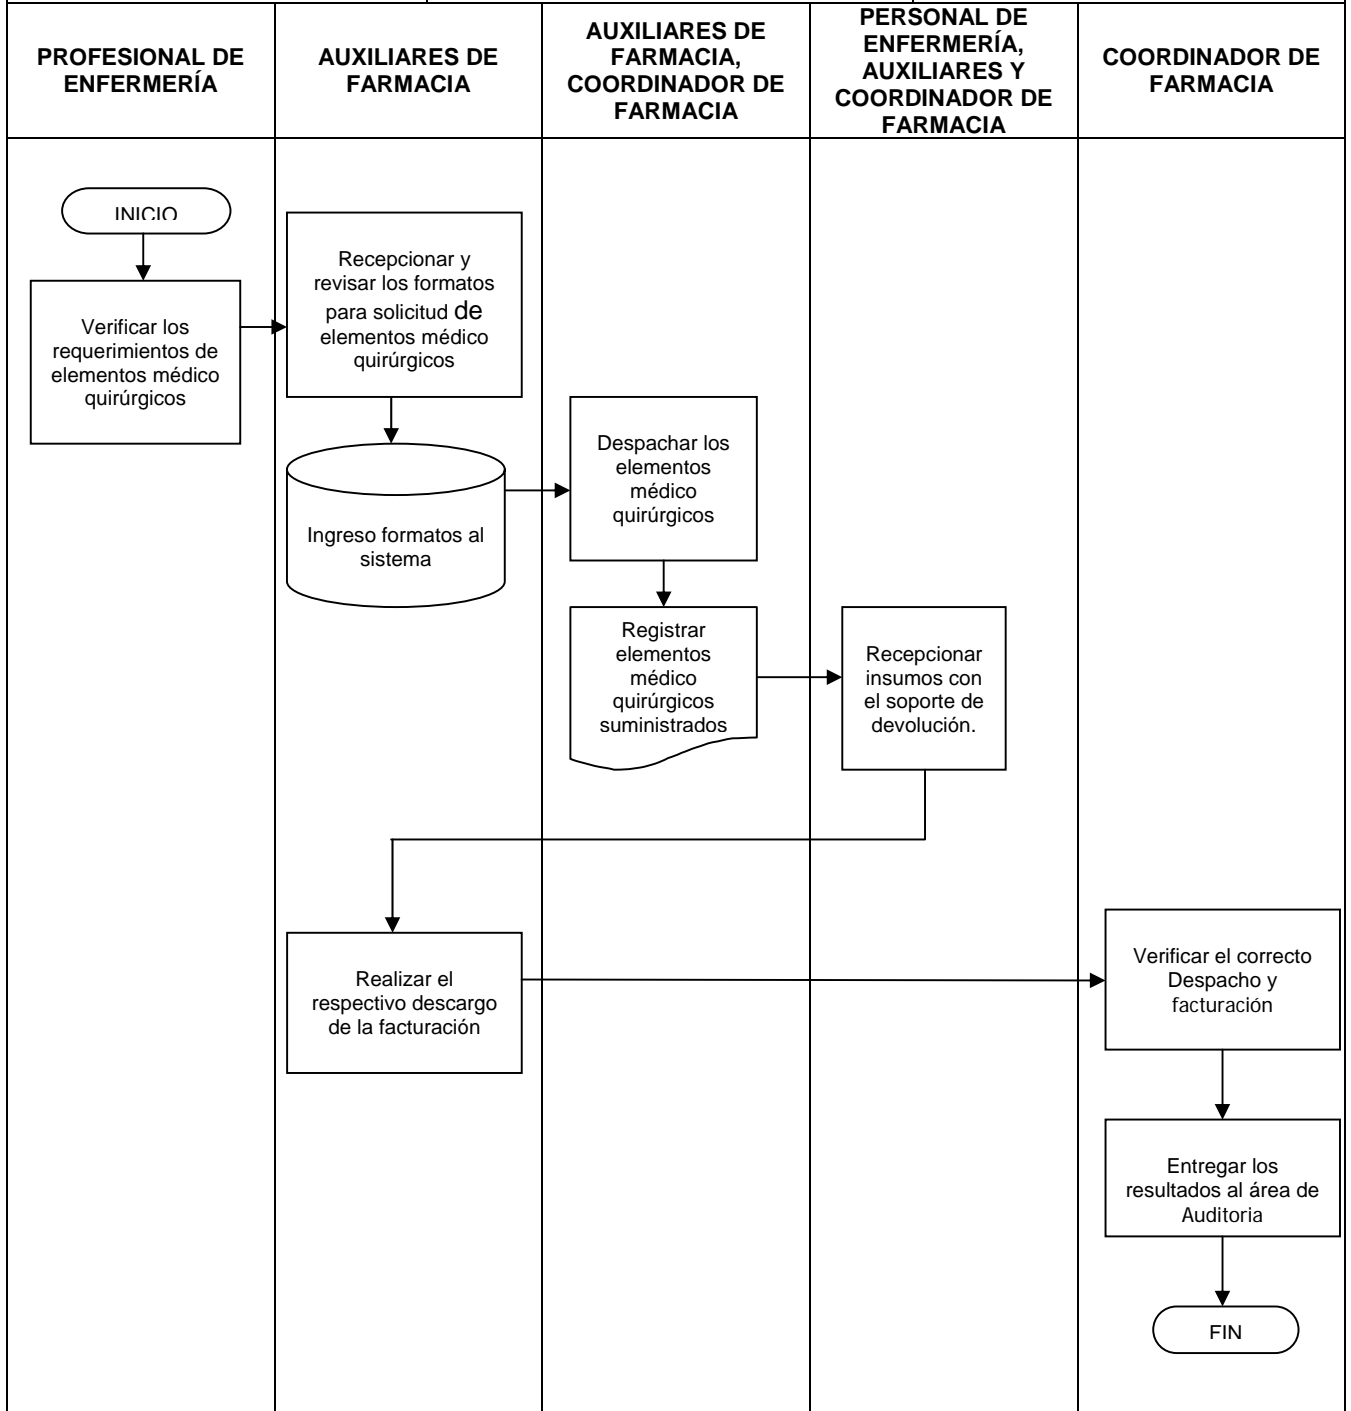 PROFESIONAL DE
ENFERMERÍA
AUXILIARES DE
FARMACIA
AUXILIARES DE
FARMACIA,
COORDINADOR DE
FARMACIA
PERSONAL DE
ENFERMERÍA,
AUXILIARES Y
COORDINADOR DE
FARMACIA
COORDINADOR DE
FARMACIA
INICIO
Verificar los
requerimientos de
elementos médico
quirúrgicos
Recepcionar y
revisar los formatos
para solicitud de
elementos médico
quirúrgicos
Ingreso formatos al
sistema
Despachar los
elementos
médico
quirúrgicos
Registrar
elementos
médico
quirúrgicos
suministrados
Recepcionar
insumos con
el soporte de
devolución.
Realizar el
respectivo descargo
de la facturación
Verificar el correcto
Despacho y
facturación
Entregar los
resultados al área de
Auditoria
FIN